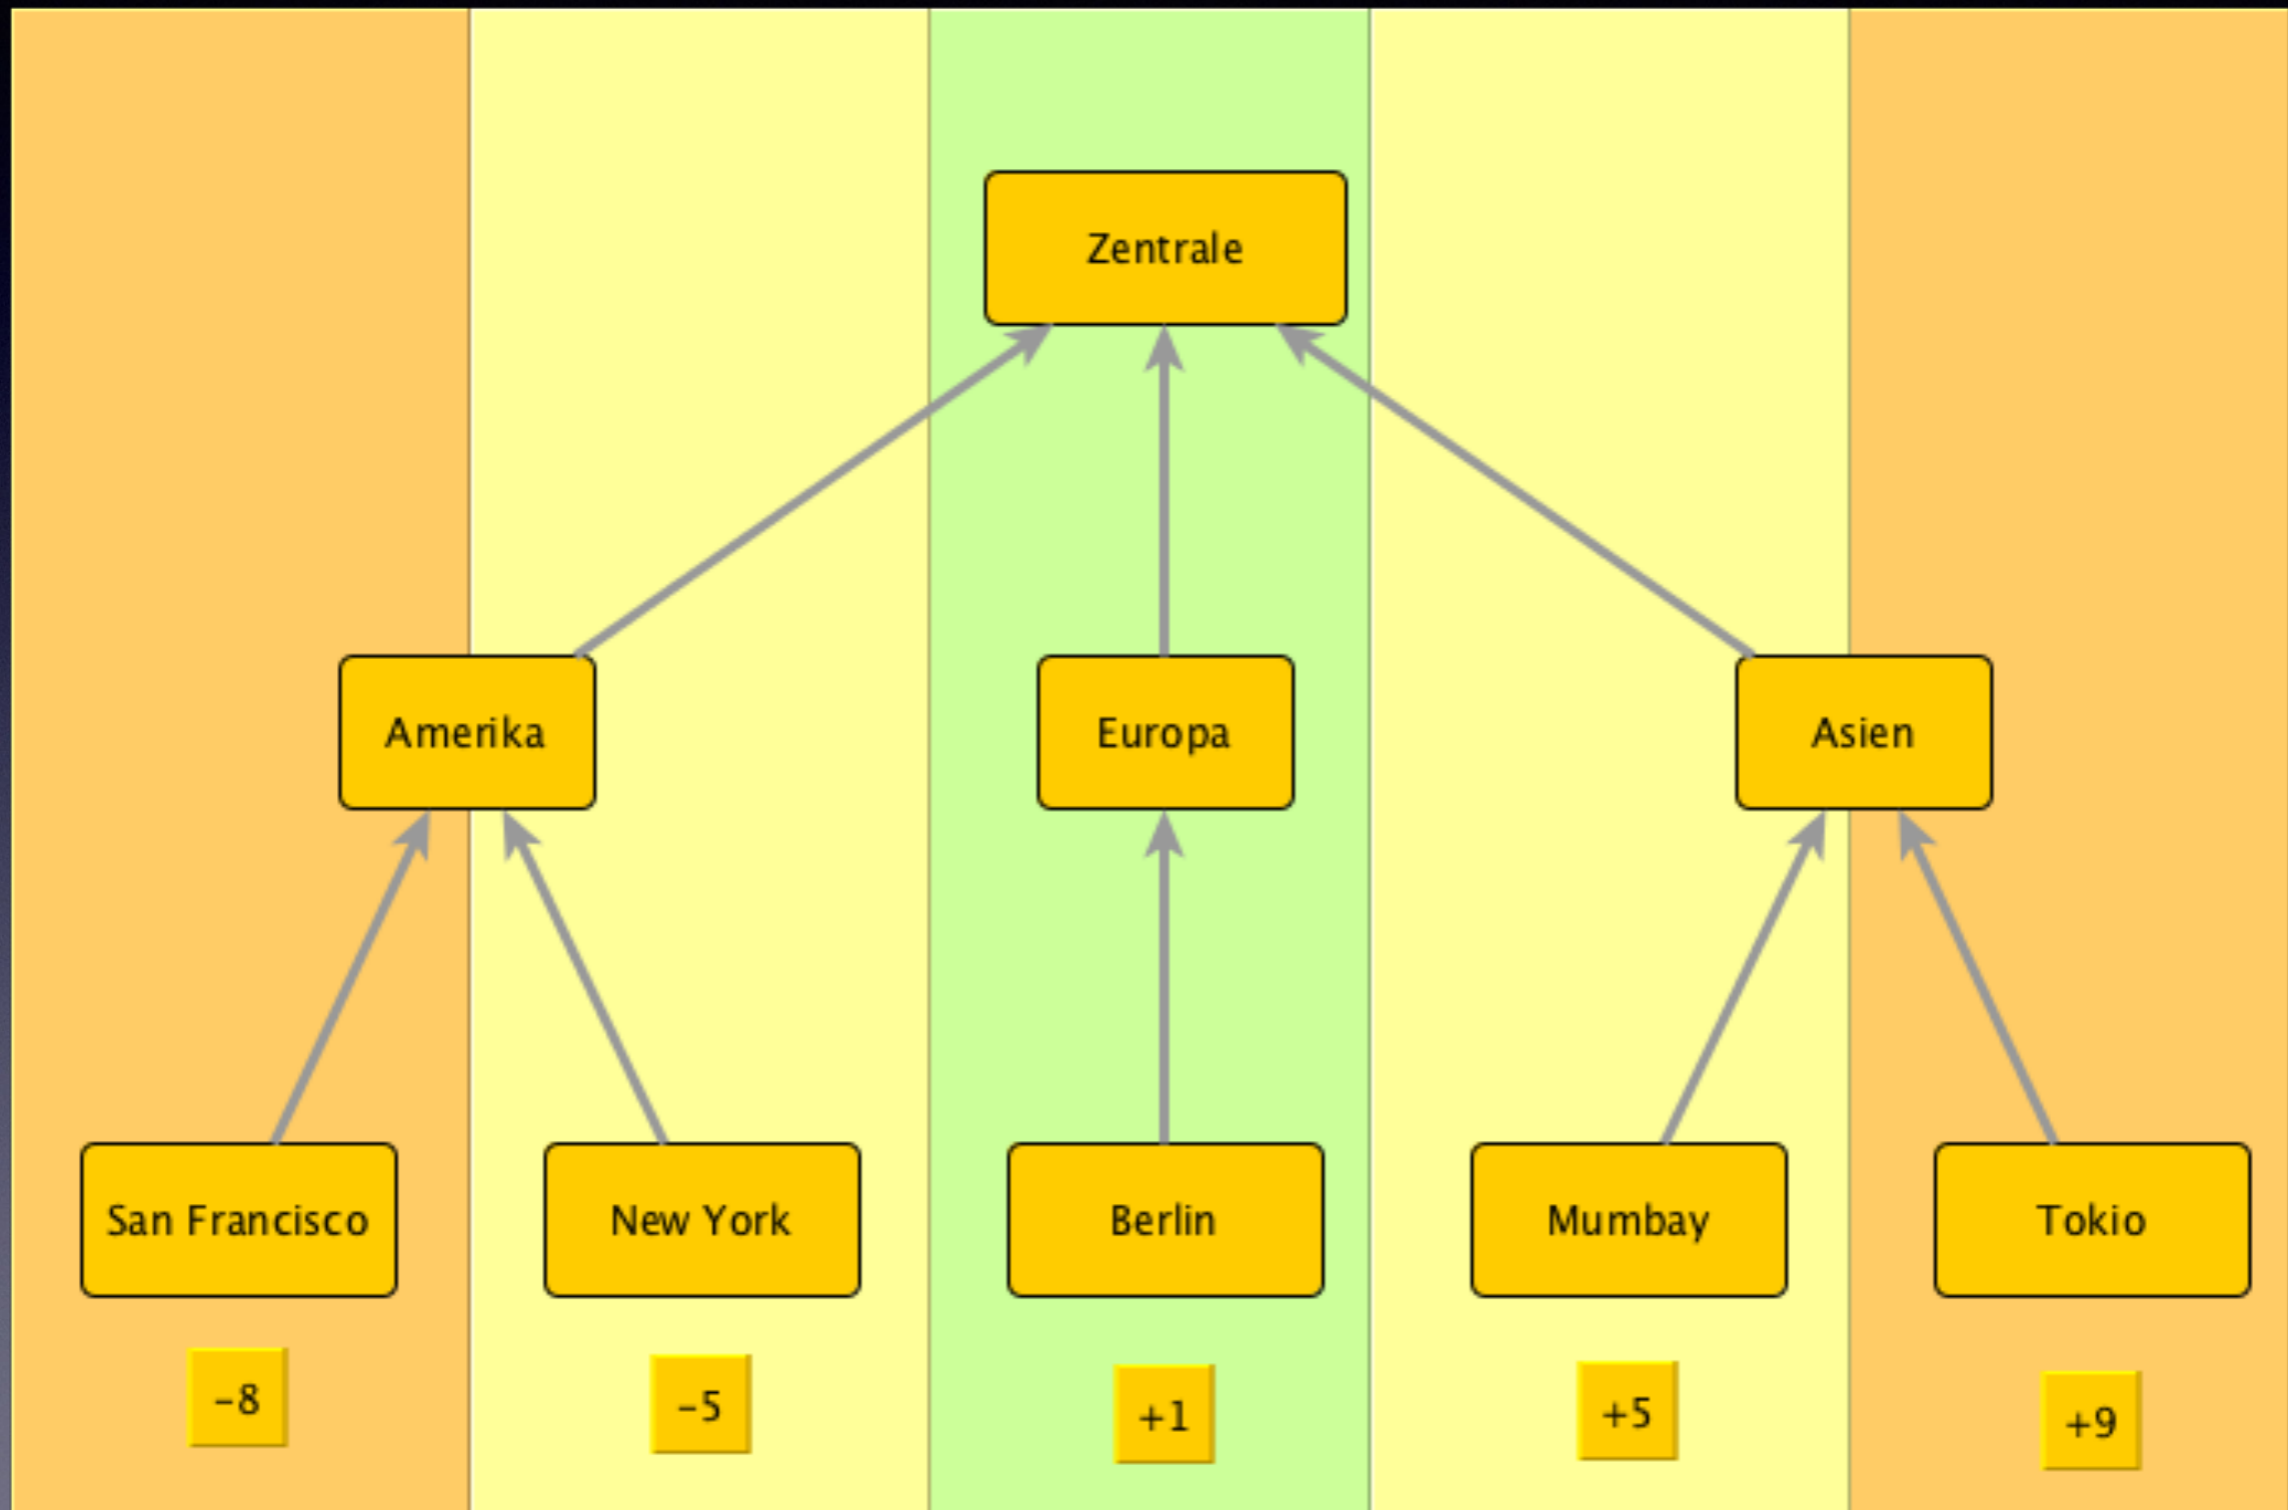 Zentrale
Amerika
Europa
Asien
San Francisco
New York
Berlin
Mumbay
Tokio
-8
-5
+1
+5
+9